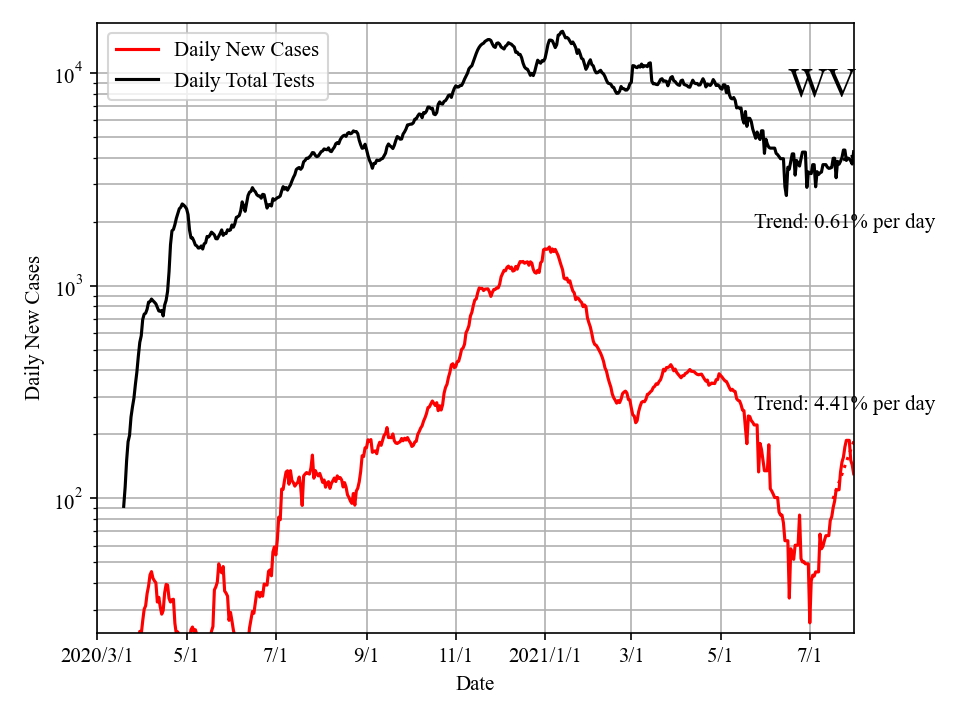 Daily New Cases
Daily Total Tests
WV
10^4
Trend: 0.61% per day
10^3
Daily New Cases
Trend: 4.41% per day
10^2
2020/3/1 5/1 7/1 9/1 11/1 2021/1/1 3/1 5/1 7/1
Date